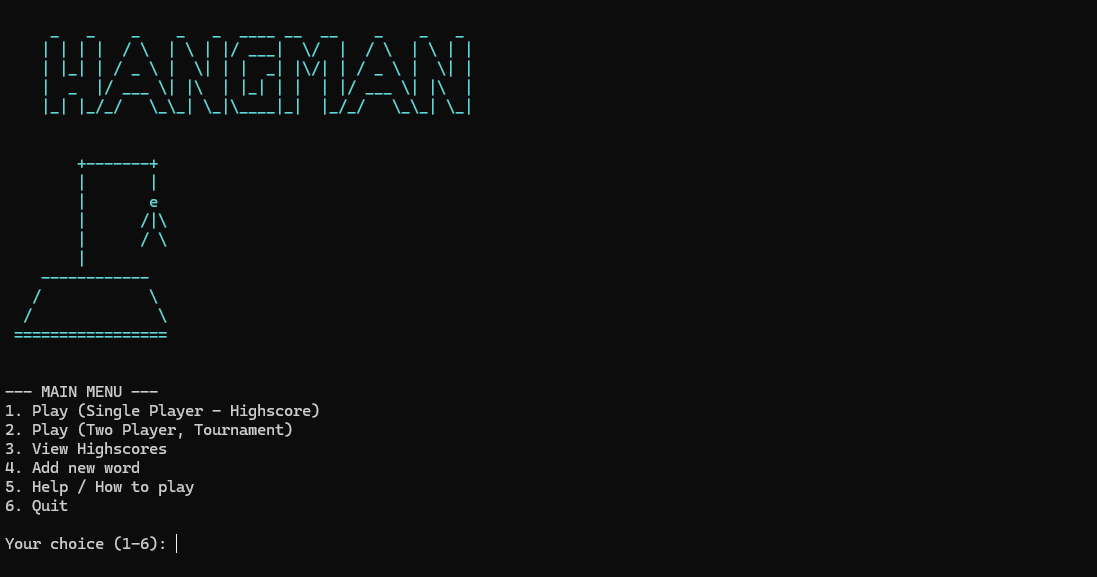 HANGMAN
e
--- MAIN MENU ---
1. Play (Single Player - Highscore)
2. Play (Two Player, Tournament)
3. View Highscores
4. Add new word
5. Help / How to play
6. Quit
Your choice (1-6):